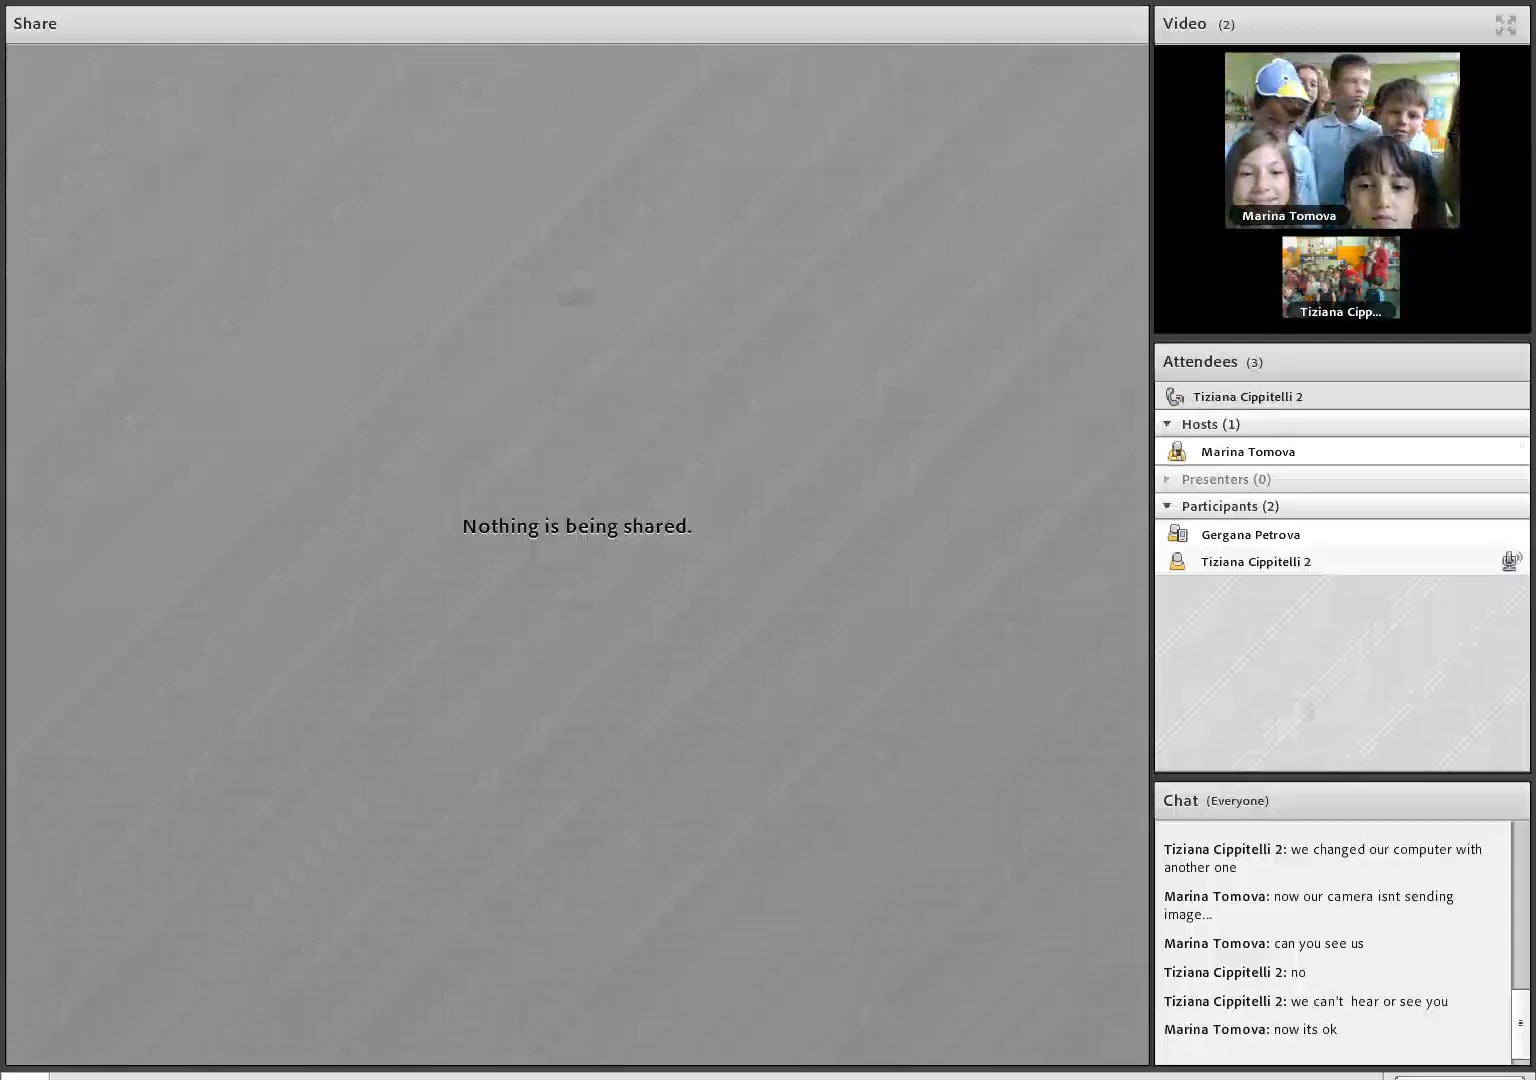 Share
Nothing is being shared.
Video (2)
Marina Tomova
Tiziana Cipp...
Attendees (3)
Tiziana Cippitelli 2
Hosts (1)
Marina Tomova
Presenters (0)
Participants (2)
Gergana Petrova
Tiziana Cippitelli 2
Chat (Everyone)
Tiziana Cippitelli 2: we changed our computer with
another one
Marina Tomova: now our camera isnt sending
image...
Marina Tomova: can you see us
Tiziana Cippitelli 2: no
Tiziana Cippitelli 2: we can't hear or see you
Marina Tomova: now its ok